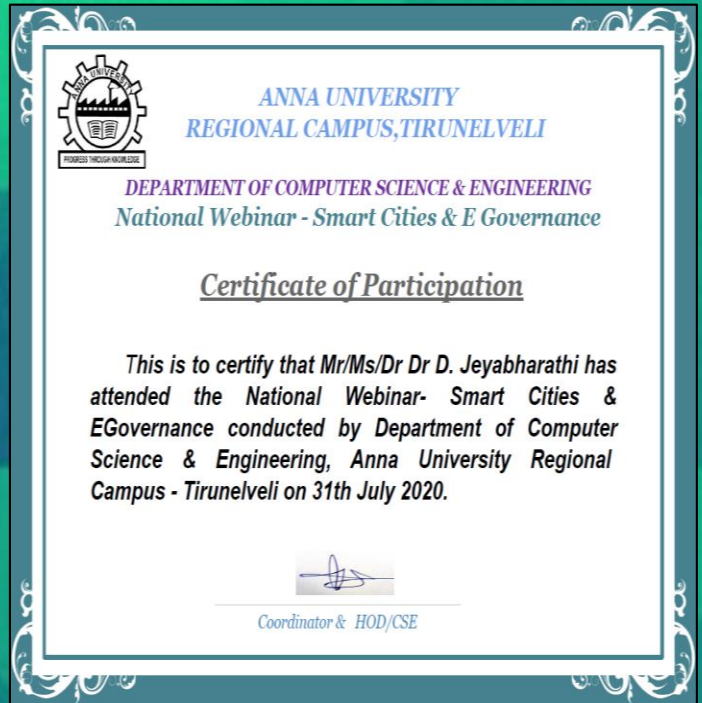 ANNA UNIVERSITY
PROGRESS THROUGH KNOWLEDGE
ANNA UNIVERSITY
REGIONAL CAMPUS,TIRUNELVELI
DEPARTMENT OF COMPUTER SCIENCE & ENGINEERING
National Webinar - Smart Cities & E Governance
Certificate of Participation
This is to certify that Mr/Ms/Dr Dr D. Jeyabharathi has
attended the National Webinar- Smart Cities &
EGovernance conducted by Department of Computer
Science & Engineering, Anna University Regional
Campus - Tirunelveli on 31th July 2020.
Coordinator & HOD/CSE